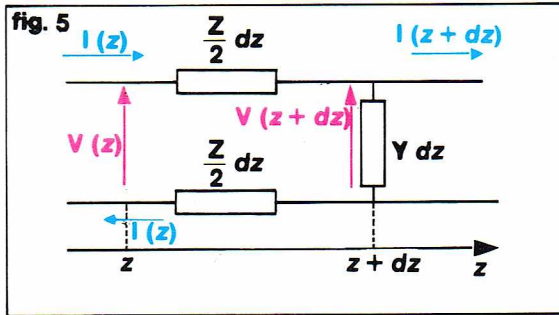 fig. 5
I (z)
Z/2 dz
I (z + dz)
V (z)
V (z + dz)
Y dz
Z/2 dz
I (z)
z
z + dz
z